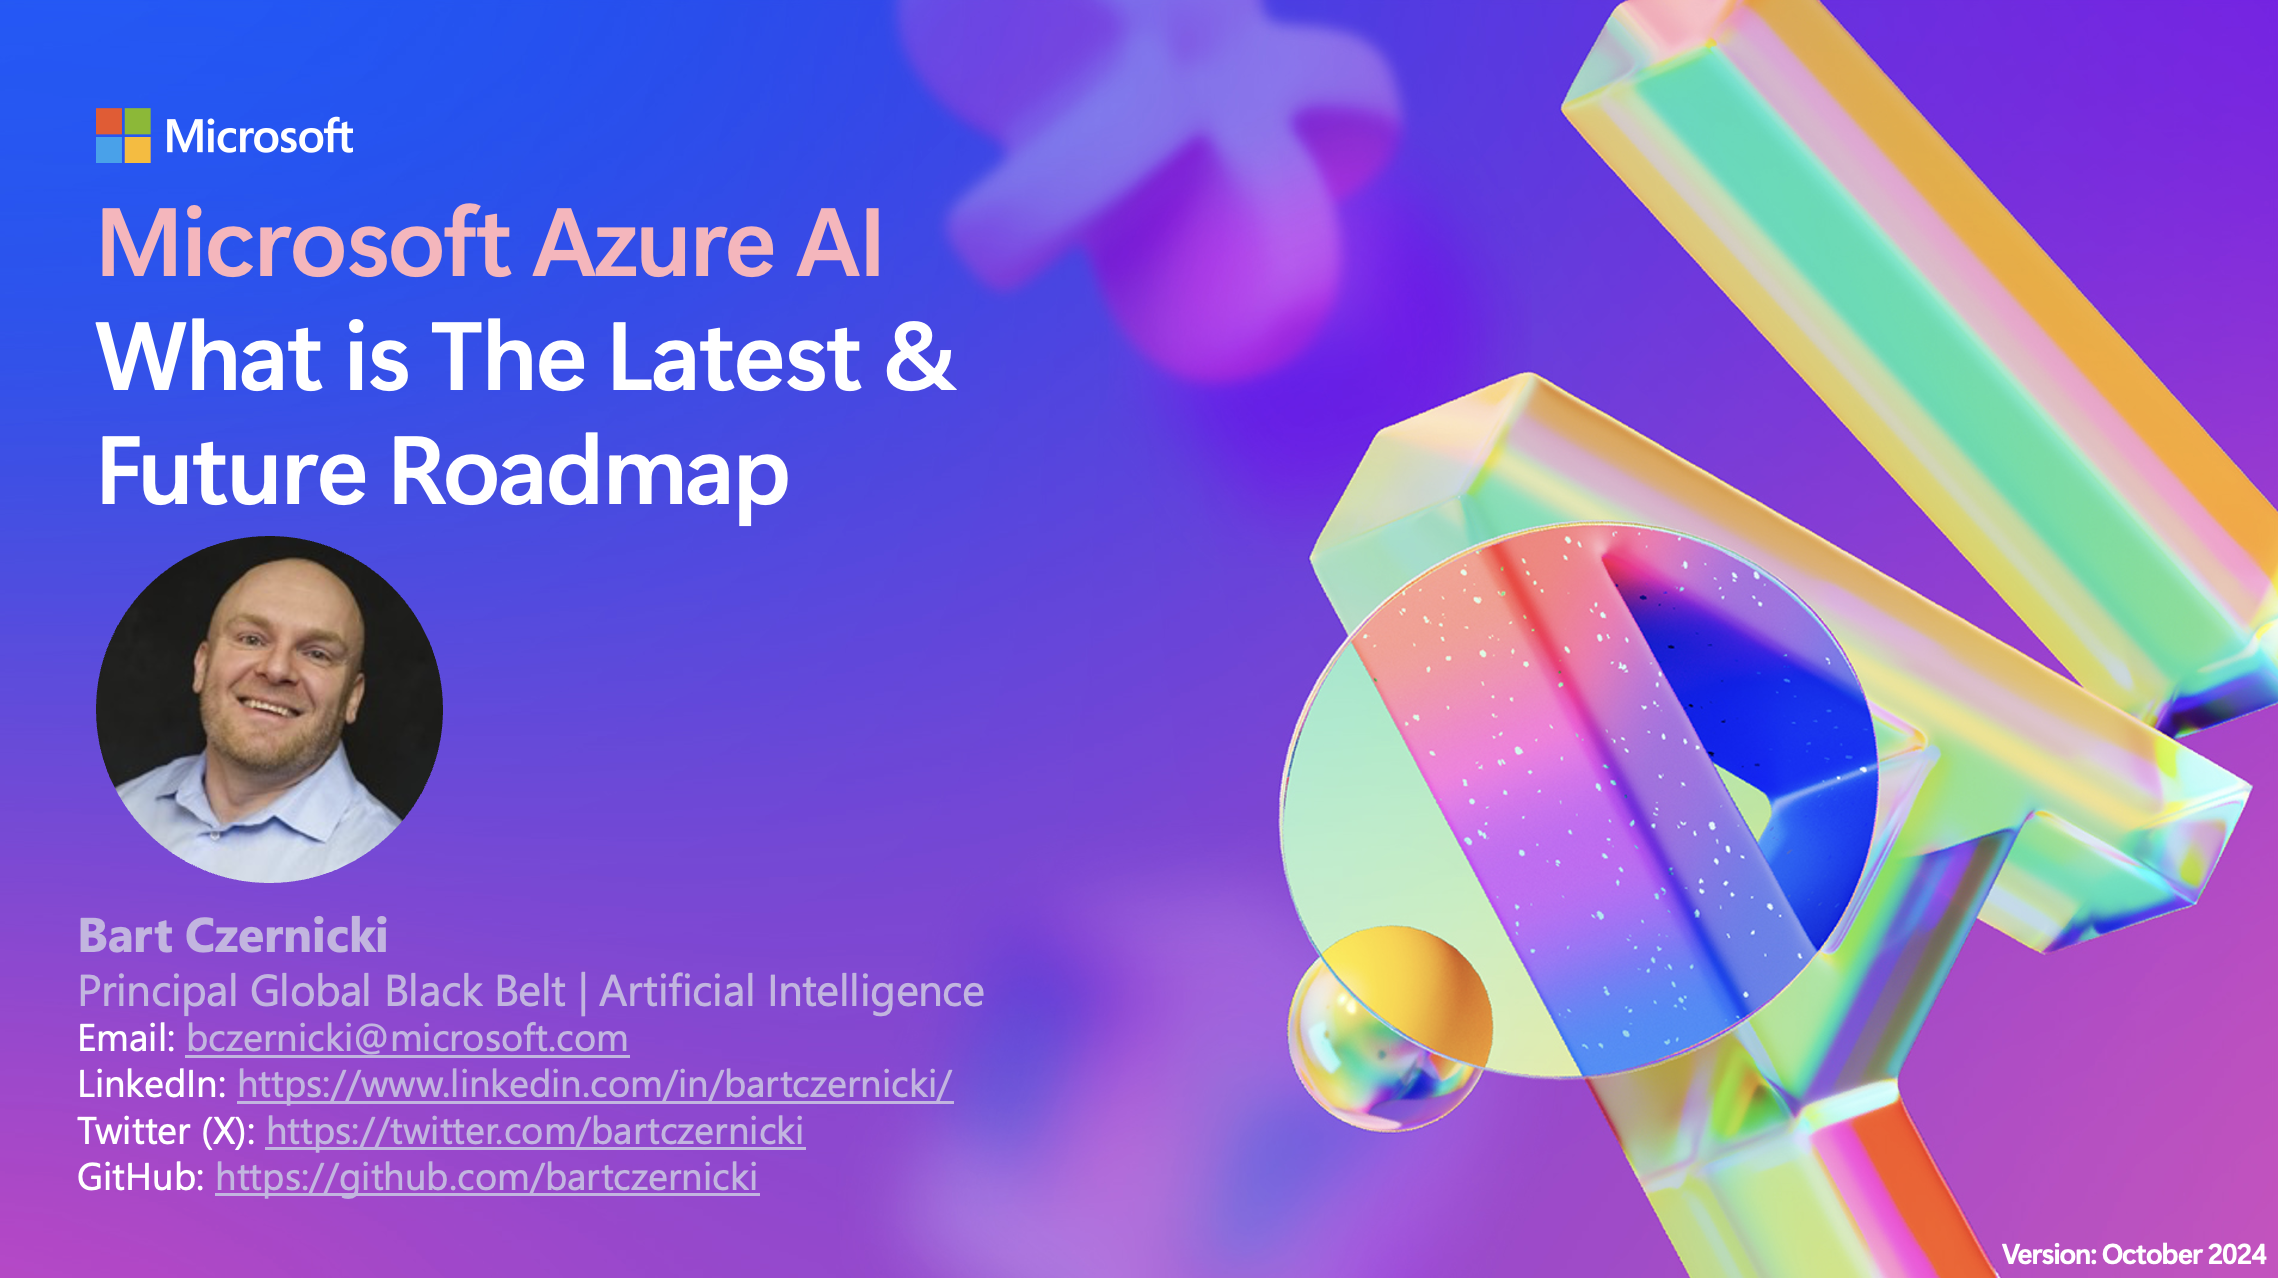 Microsoft
Microsoft Azure AI
What is The Latest &
Future Roadmap
Bart Czernicki
Principal Global Black Belt | Artificial Intelligence
Email: bczernicki@microsoft.com
LinkedIn: https://www.linkedin.com/in/bartczernicki/
Twitter (X): https://twitter.com/bartczernicki
GitHub: https://github.com/bartczernicki
Version: October 2024